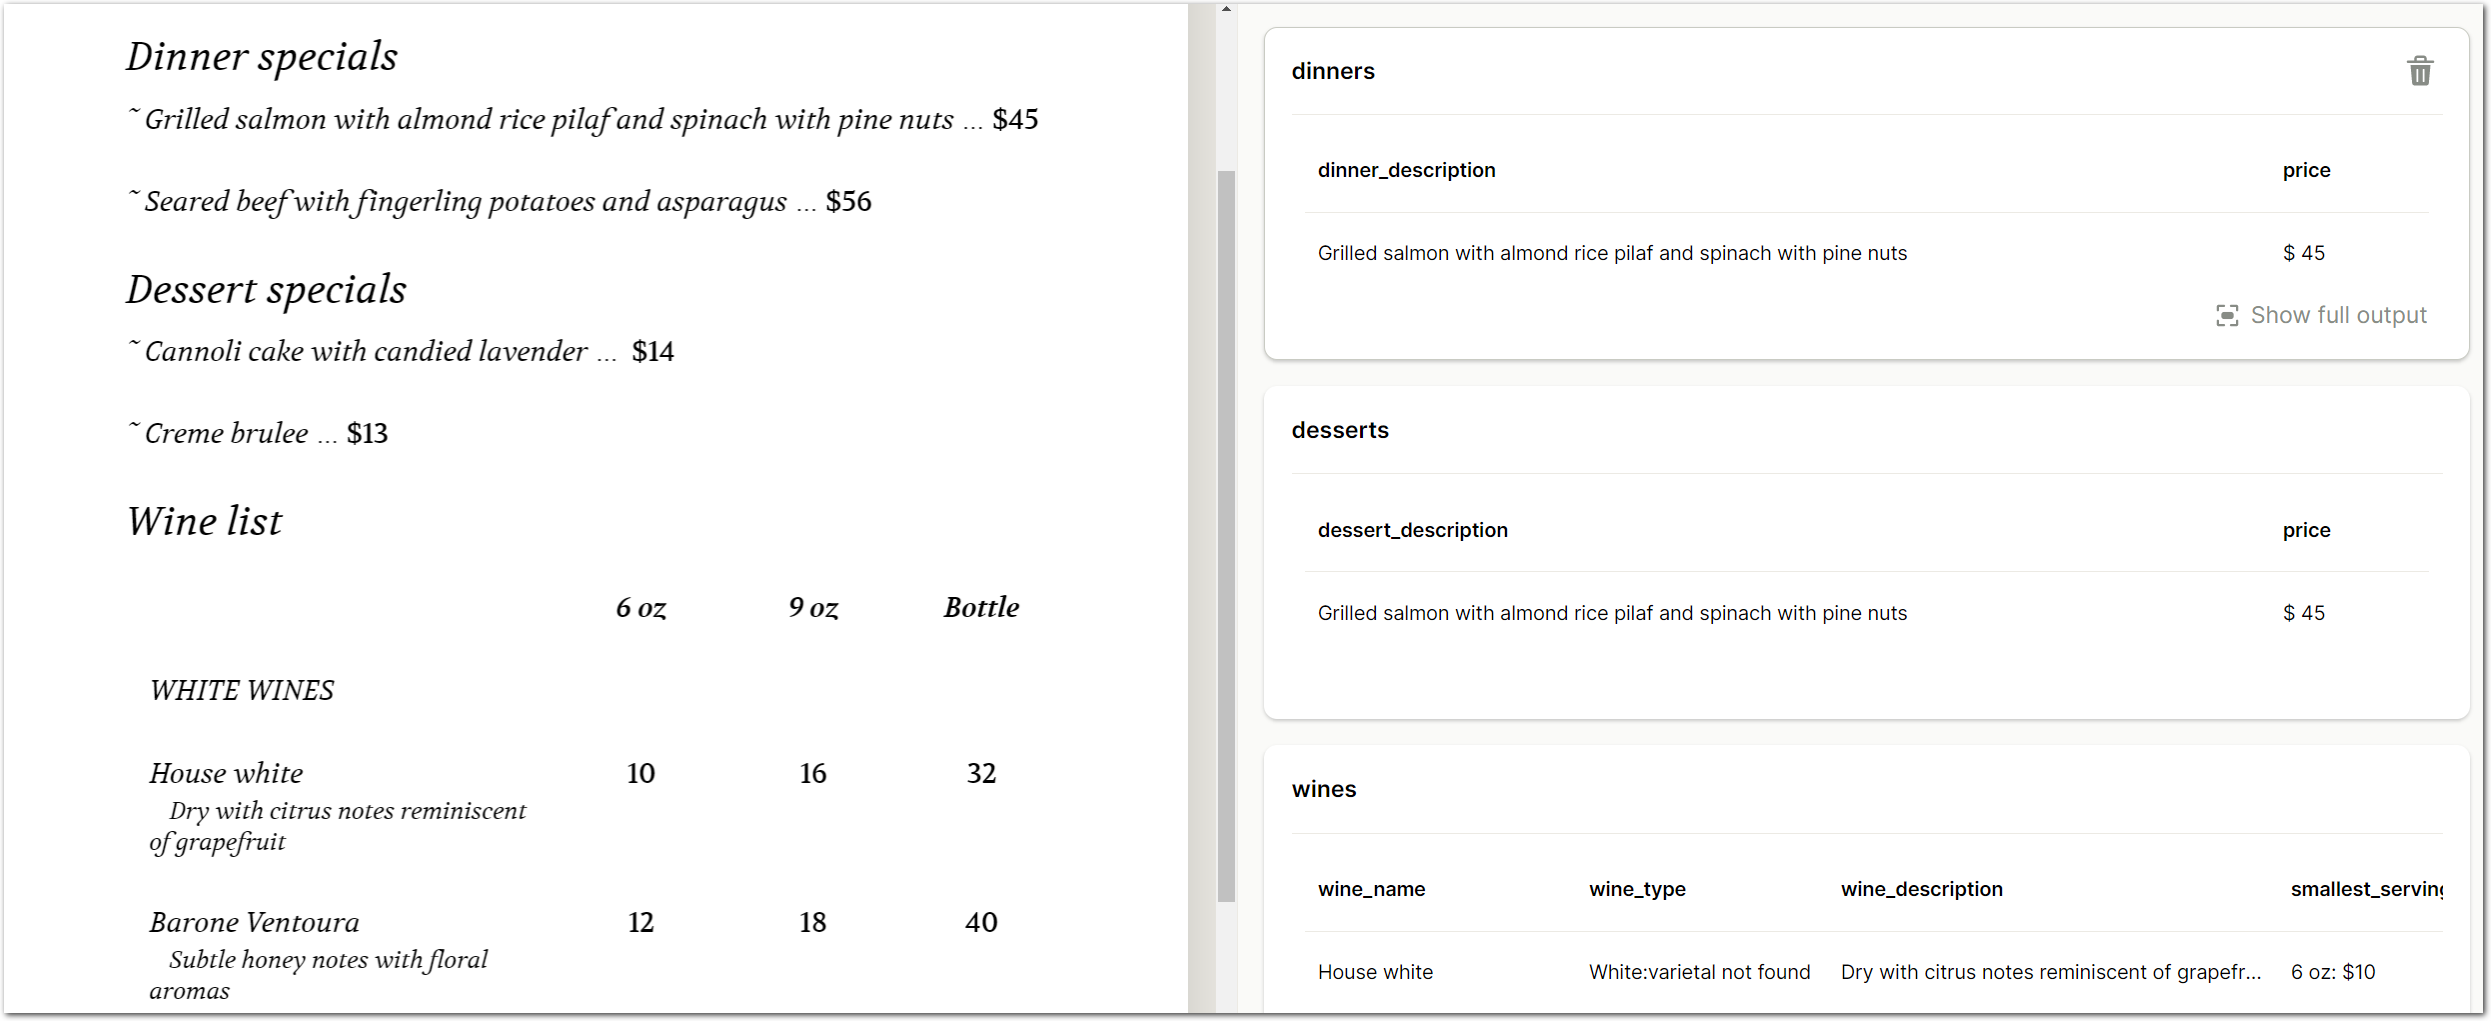 Dinner specials
~ Grilled salmon with almond rice pilaf and spinach with pine nuts ... $45
~ Seared beef with fingerling potatoes and asparagus ... $56
Dessert specials
~ Cannoli cake with candied lavender ... $14
~ Creme brulee ... $13
Wine list
6 oz 9 oz Bottle
WHITE WINES
House white 10 16 32
Dry with citrus notes reminiscent
of grapefruit
Barone Ventoura 12 18 40
Subtle honey notes with floral
aromas
dinners
dinner_description price
Grilled salmon with almond rice pilaf and spinach with pine nuts $ 45
Show full output
desserts
dessert_description price
Grilled salmon with almond rice pilaf and spinach with pine nuts $ 45
wines
wine_name wine_type wine_description smallest_serving
House white White:varietal not found Dry with citrus notes reminiscent of grapefr... 6 oz: $10